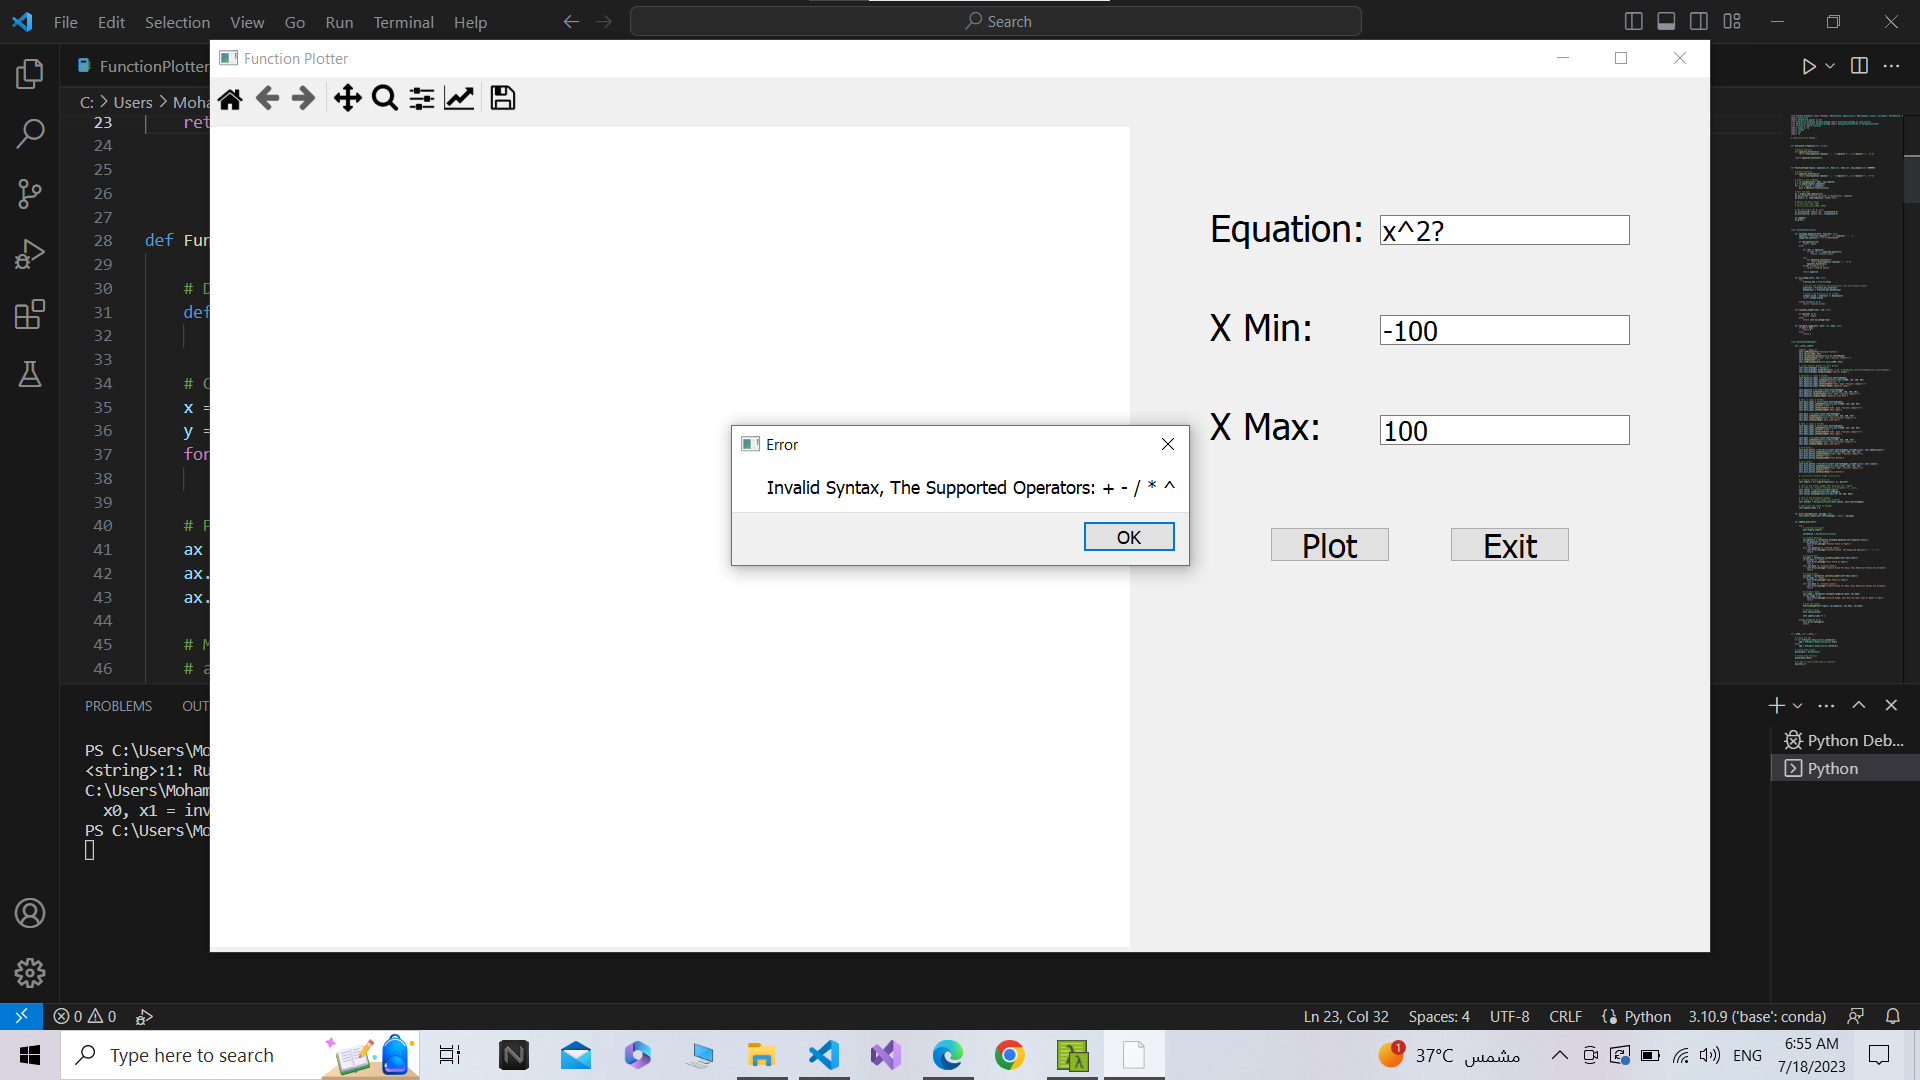 File Edit Selection View Go Run Terminal Help
Search
FunctionPlotter
Function Plotter
C: > Users > Moha
23 ret
24
25
26
27
28 def Fun
29
30 # D
31 def
32
33
34 # C
35 x =
36 y =
37 for
38
39
40 # P
41 ax
42 ax.
43 ax.
44
45 # M
46 # a
Equation: x^2?
X Min: -100
X Max: 100
Plot Exit
Error
Invalid Syntax, The Supported Operators: + - / * ^
OK
PROBLEMS OUT
PS C:\Users\Mo
<string>:1: Ru
C:\Users\Moham
x0, x1 = inv
PS C:\Users\Mo
Python Deb...
Python
0 0
Ln 23, Col 32 Spaces: 4 UTF-8 CRLF Python 3.10.9 ('base': conda)
Type here to search
1 37°C مشمس ENG
6:55 AM
7/18/2023